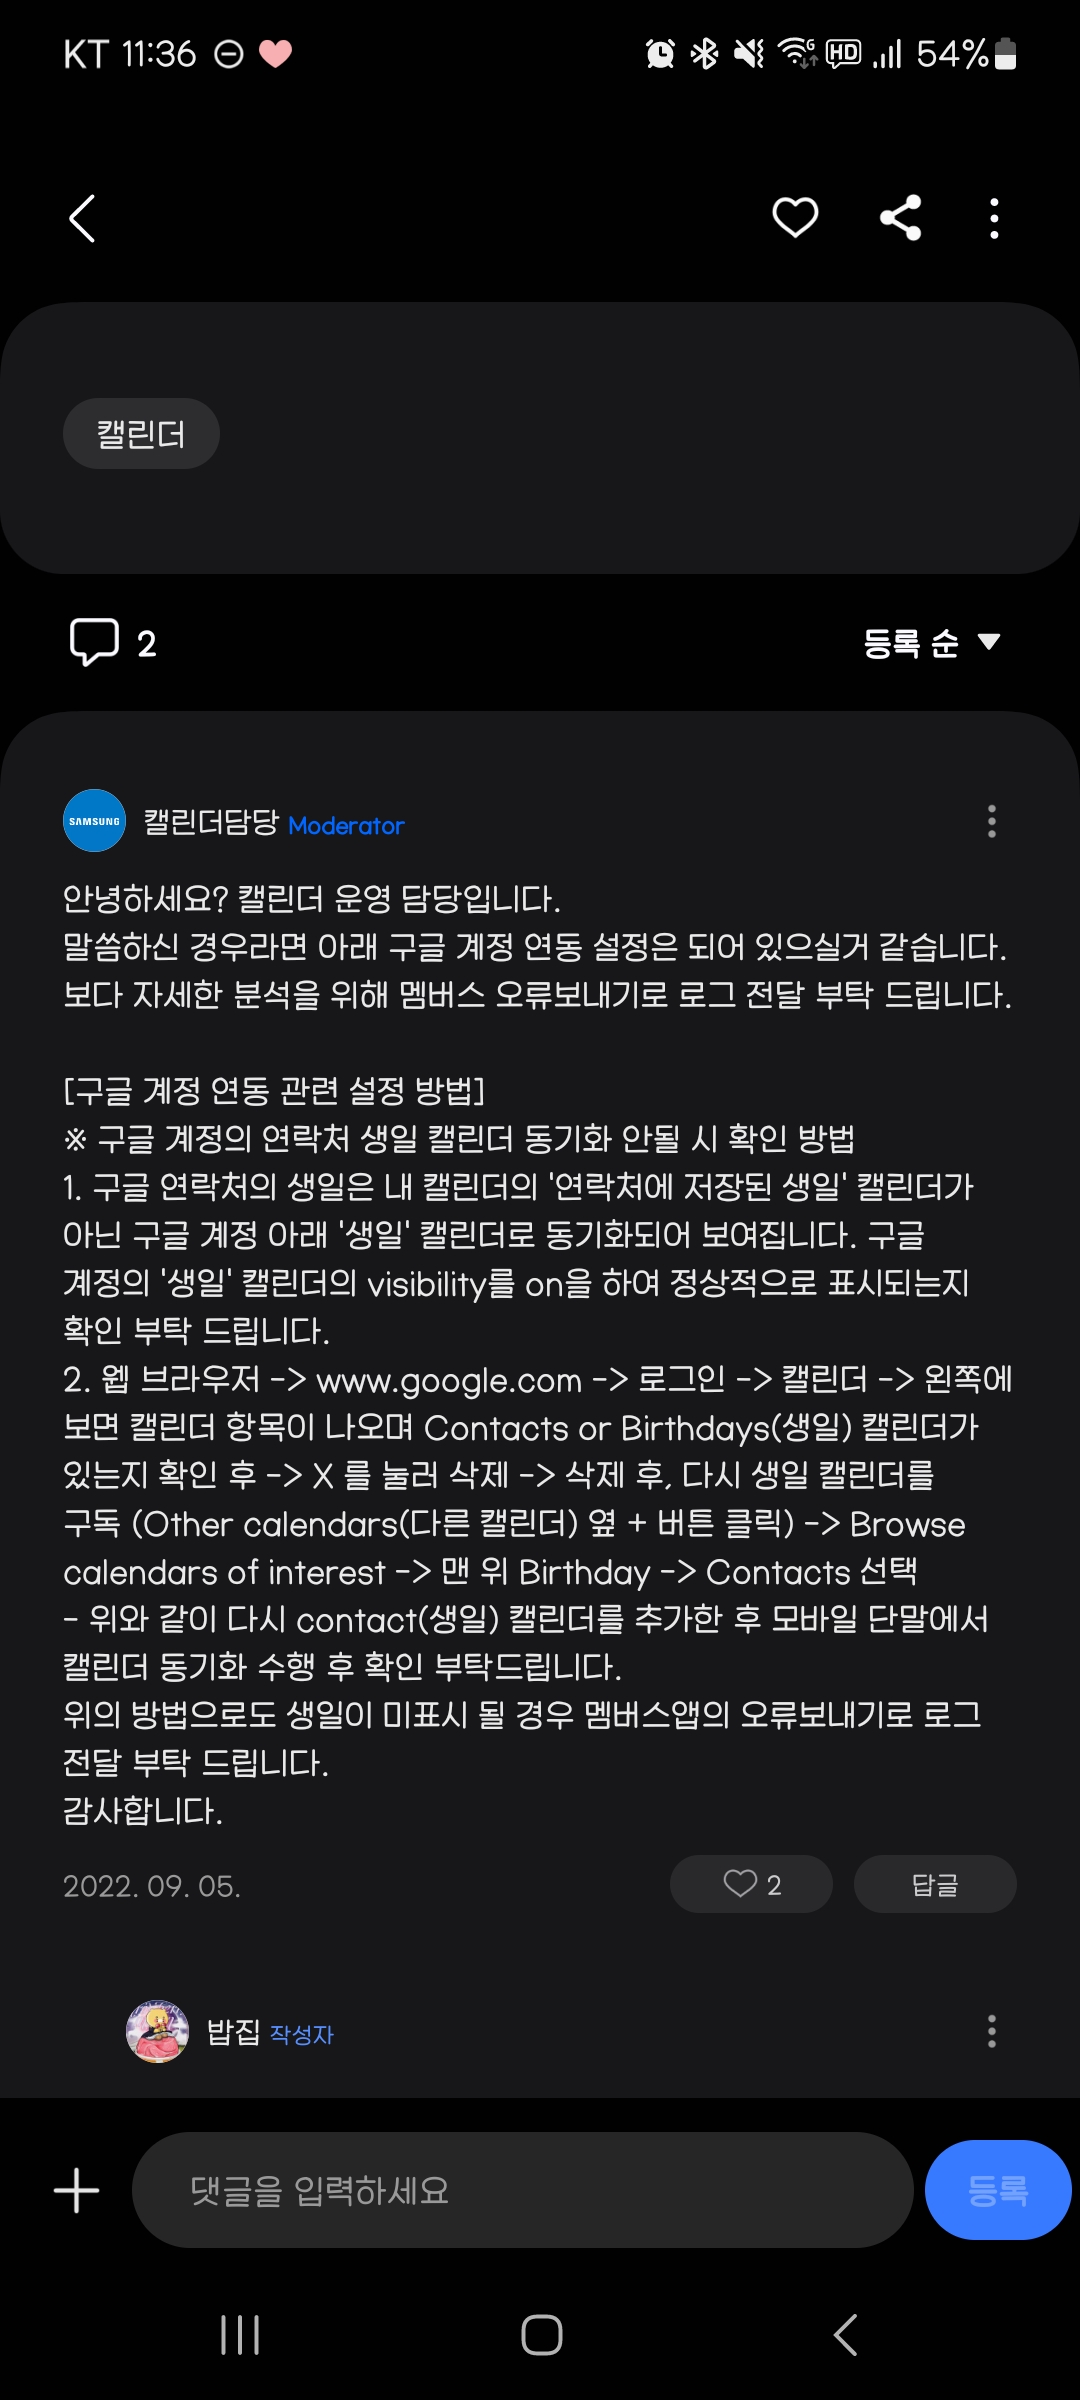 KT 11:36
HD 54%
캘린더
2
등록 순
SAMSUNG
캘린더담당 Moderator
안녕하세요? 캘린더 운영 담당입니다.
말씀하신 경우라면 아래 구글 계정 연동 설정은 되어 있으실거 같습니다.
보다 자세한 분석을 위해 멤버스 오류보내기로 로그 전달 부탁 드립니다.
[구글 계정 연동 관련 설정 방법]
※ 구글 계정의 연락처 생일 캘린더 동기화 안될 시 확인 방법
1. 구글 연락처의 생일은 내 캘린더의 '연락처에 저장된 생일' 캘린더가
아닌 구글 계정 아래 '생일' 캘린더로 동기화되어 보여집니다. 구글
계정의 '생일' 캘린더의 visibility를 on을 하여 정상적으로 표시되는지
확인 부탁 드립니다.
2. 웹 브라우저 -> www.google.com -> 로그인 -> 캘린더 -> 왼쪽에
보면 캘린더 항목이 나오며 Contacts or Birthdays(생일) 캘린더가
있는지 확인 후 -> X 를 눌러 삭제 -> 삭제 후, 다시 생일 캘린더를
구독 (Other calendars(다른 캘린더) 옆 + 버튼 클릭) -> Browse
calendars of interest -> 맨 위 Birthday -> Contacts 선택
- 위와 같이 다시 contact(생일) 캘린더를 추가한 후 모바일 단말에서
캘린더 동기화 수행 후 확인 부탁드립니다.
위의 방법으로도 생일이 미표시 될 경우 멤버스앱의 오류보내기로 로그
전달 부탁 드립니다.
감사합니다.
2022. 09. 05.
2
답글
밥집 작성자
댓글을 입력하세요
등록